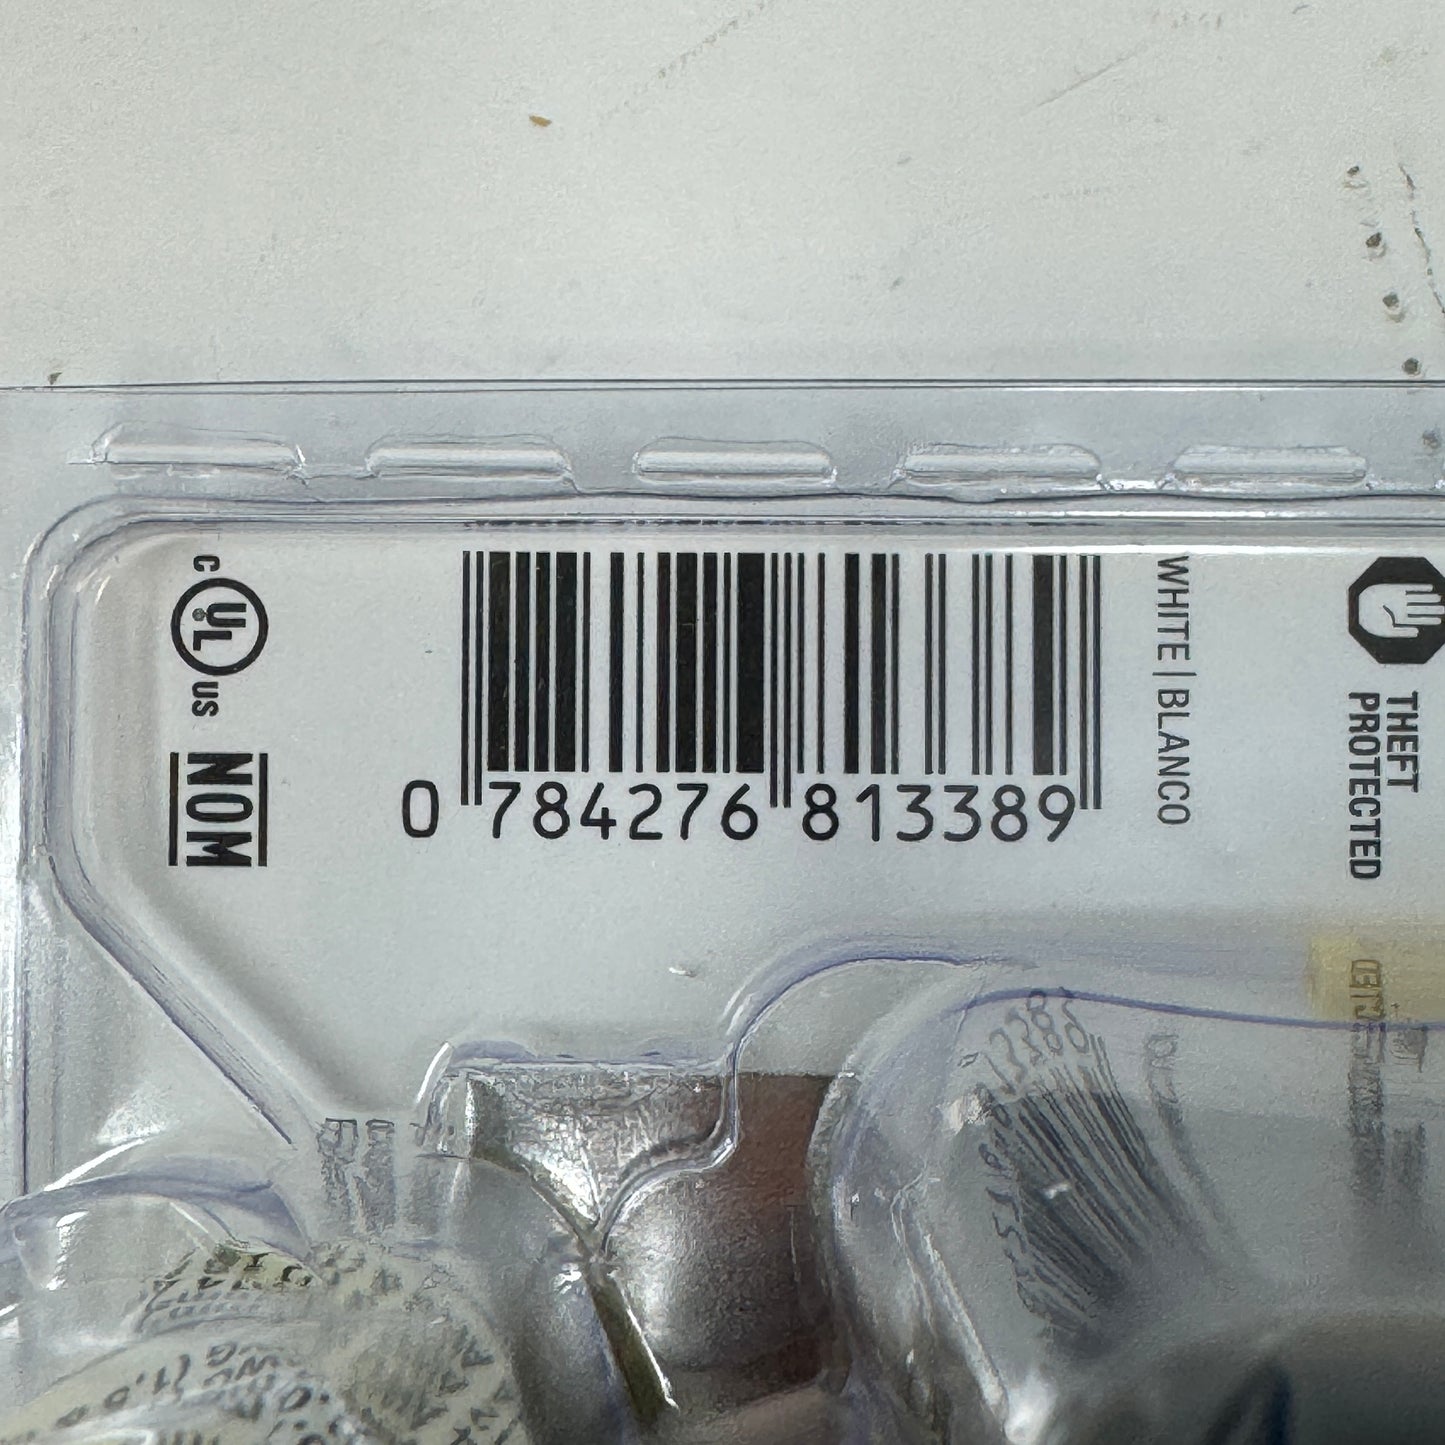 C UL US
NOM
0 784276 813389
WHITE | BLANCO
THEFT
PROTECTED